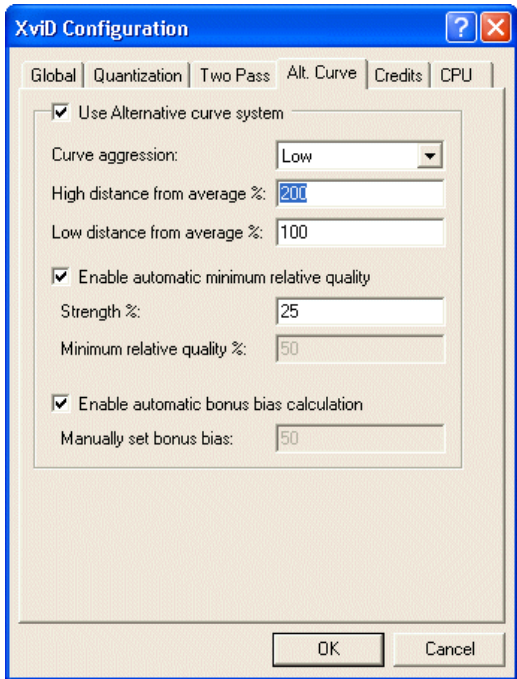 XviD Configuration
Global Quantization Two Pass Alt. Curve Credits CPU
Use Alternative curve system
Curve aggression: Low
High distance from average %: 200
Low distance from average %: 100
Enable automatic minimum relative quality
Strength %: 25
Minimum relative quality %: 50
Enable automatic bonus bias calculation
Manually set bonus bias: 50
OK Cancel